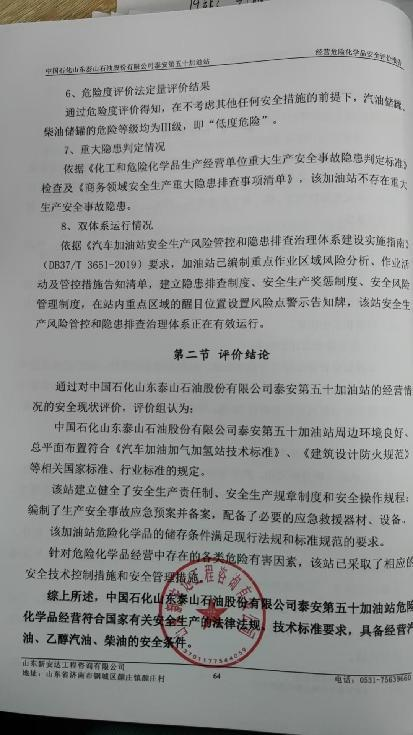 中国石化山东泰山石油股份有限公司泰安第五十加油站 经营危险化学品安全评价报告
6、危险度评价法定量评价结果
通过危险度评价得知，在不考虑其他任何安全措施的前提下，汽油储罐、
柴油储罐的危险等级均为III级，即“低度危险”。
7、重大隐患判定情况
依据《化工和危险化学品生产经营单位重大生产安全事故隐患判定标准》
检查及《商务领域安全生产重大隐患排查事项清单》，该加油站不存在重大
生产安全事故隐患。
8、双体系运行情况
依据《汽车加油站安全生产风险管控和隐患排查治理体系建设实施指南》
（DB37/T 3651-2019）要求，加油站已编制重点作业区域风险分析、作业活
动及管控措施告知清单，建立隐患排查制度、安全生产奖惩制度、安全风险
管理制度，在站内重点区域的醒目位置设置风险点警示告知牌，该站安全生
产风险管控和隐患排查治理体系正在有效运行。
第二节 评价结论
通过对中国石化山东泰山石油股份有限公司泰安第五十加油站的经营情
况的安全现状评价，评价组认为：
中国石化山东泰山石油股份有限公司泰安第五十加油站周边环境良好、
总平面布置符合《汽车加油加气加氢站技术标准》、《建筑设计防火规范》
等相关国家标准、行业标准的规定。
该站建立健全了安全生产责任制、安全生产规章制度和安全操作规程；
编制了生产安全事故应急预案并备案，配备了必要的应急救援器材、设备。
该加油站危险化学品的储存条件满足现行法规和标准规范的要求。
针对危险化学品经营中存在的各类危险有害因素，该站已采取了相应的
安全技术控制措施和安全管理措施。
综上所述，中国石化山东泰山石油股份有限公司泰安第五十加油站危险
化学品经营符合国家有关安全生产的法律法规、技术标准要求，具备经营汽
油、乙醇汽油、柴油的安全条件。
山东新安达工程咨询有限公司
地址：山东省济南市钢城区颜庄镇颜庄村 64 电话：0531-75639660